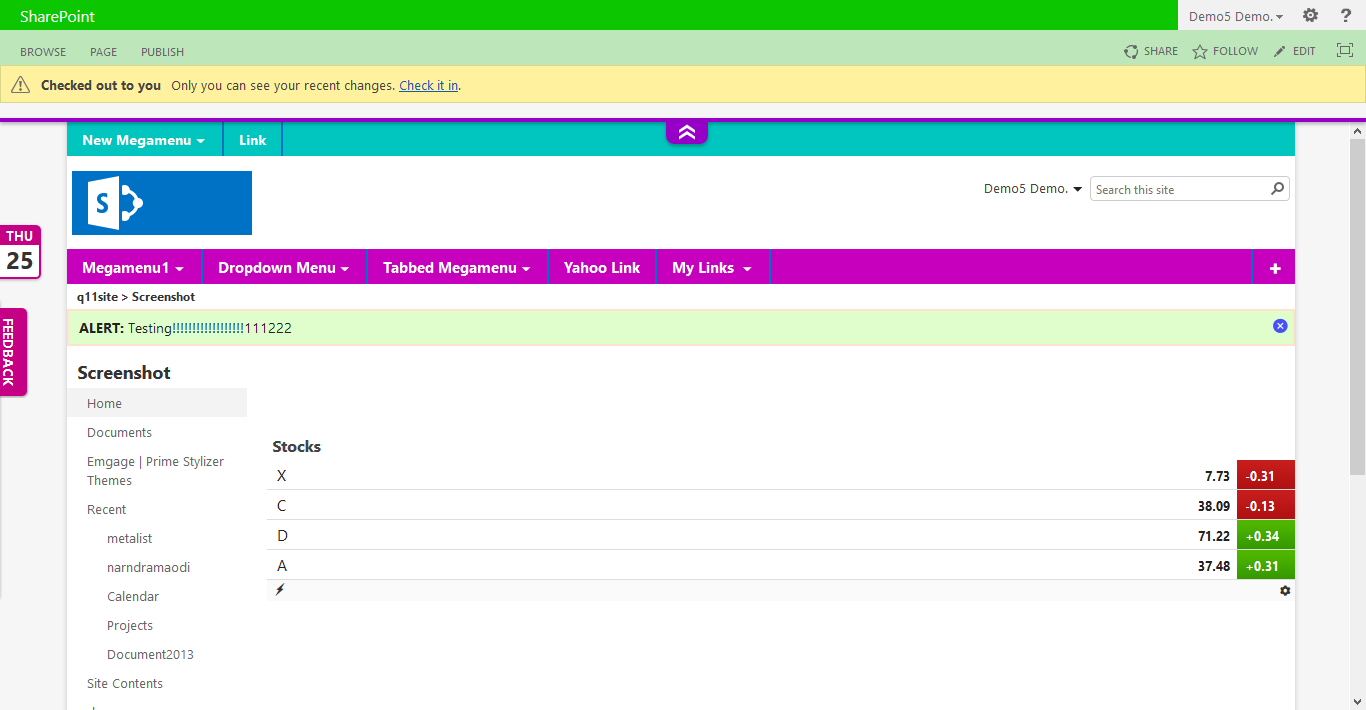 SharePoint
Demo5 Demo.
?
BROWSE PAGE PUBLISH
SHARE FOLLOW EDIT
Checked out to you Only you can see your recent changes. Check it in.
New Megamenu Link
S
Demo5 Demo.
Search this site
THU
25
Megamenu1 Dropdown Menu Tabbed Megamenu Yahoo Link My Links +
q11site > Screenshot
ALERT: Testing!!!!!!!!!!!!!!!!!!111222
FEEDBACK
Screenshot
Home
Documents
Emgage | Prime Stylizer
Themes
Recent
metalist
narndramaodi
Calendar
Projects
Document2013
Site Contents
Stocks
X 7.73 -0.31
C 38.09 -0.13
D 71.22 +0.34
A 37.48 +0.31